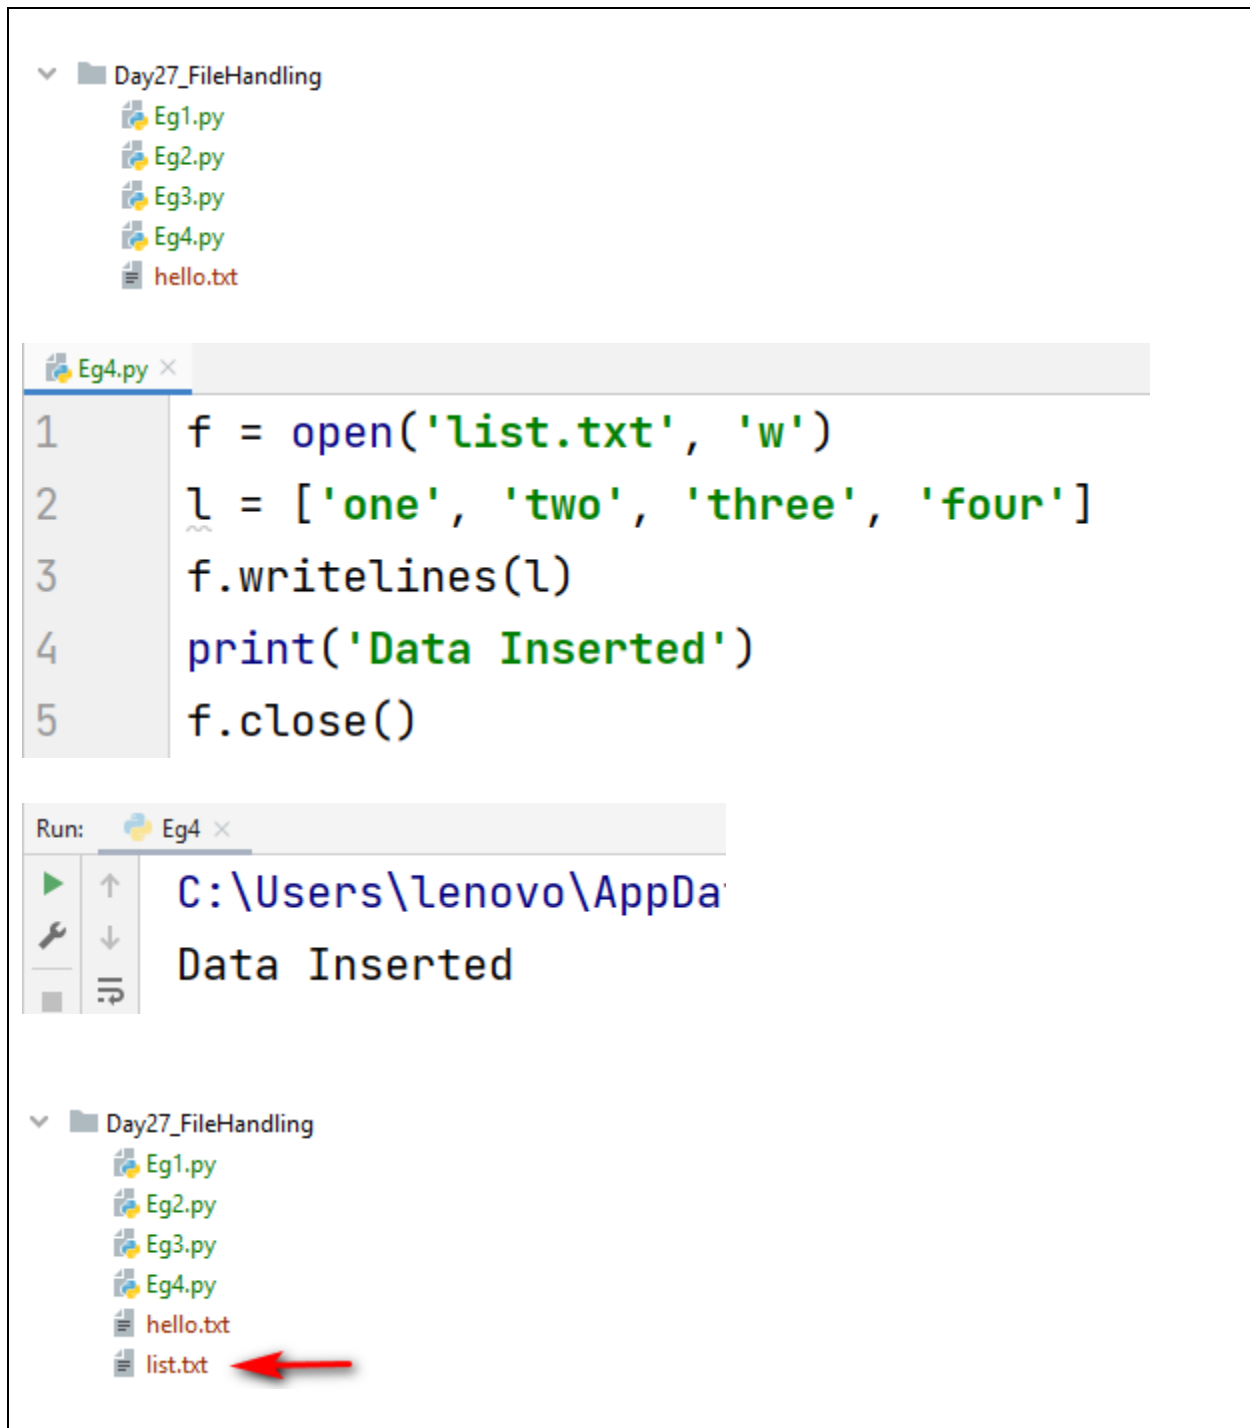 Day27_FileHandling
Eg1.py
Eg2.py
Eg3.py
Eg4.py
hello.txt
Eg4.py
1 f = open('list.txt', 'w')
2 l = ['one', 'two', 'three', 'four']
3 f.writelines(l)
4 print('Data Inserted')
5 f.close()
Run: Eg4
C:\Users\lenovo\AppDa
Data Inserted
Day27_FileHandling
Eg1.py
Eg2.py
Eg3.py
Eg4.py
hello.txt
list.txt